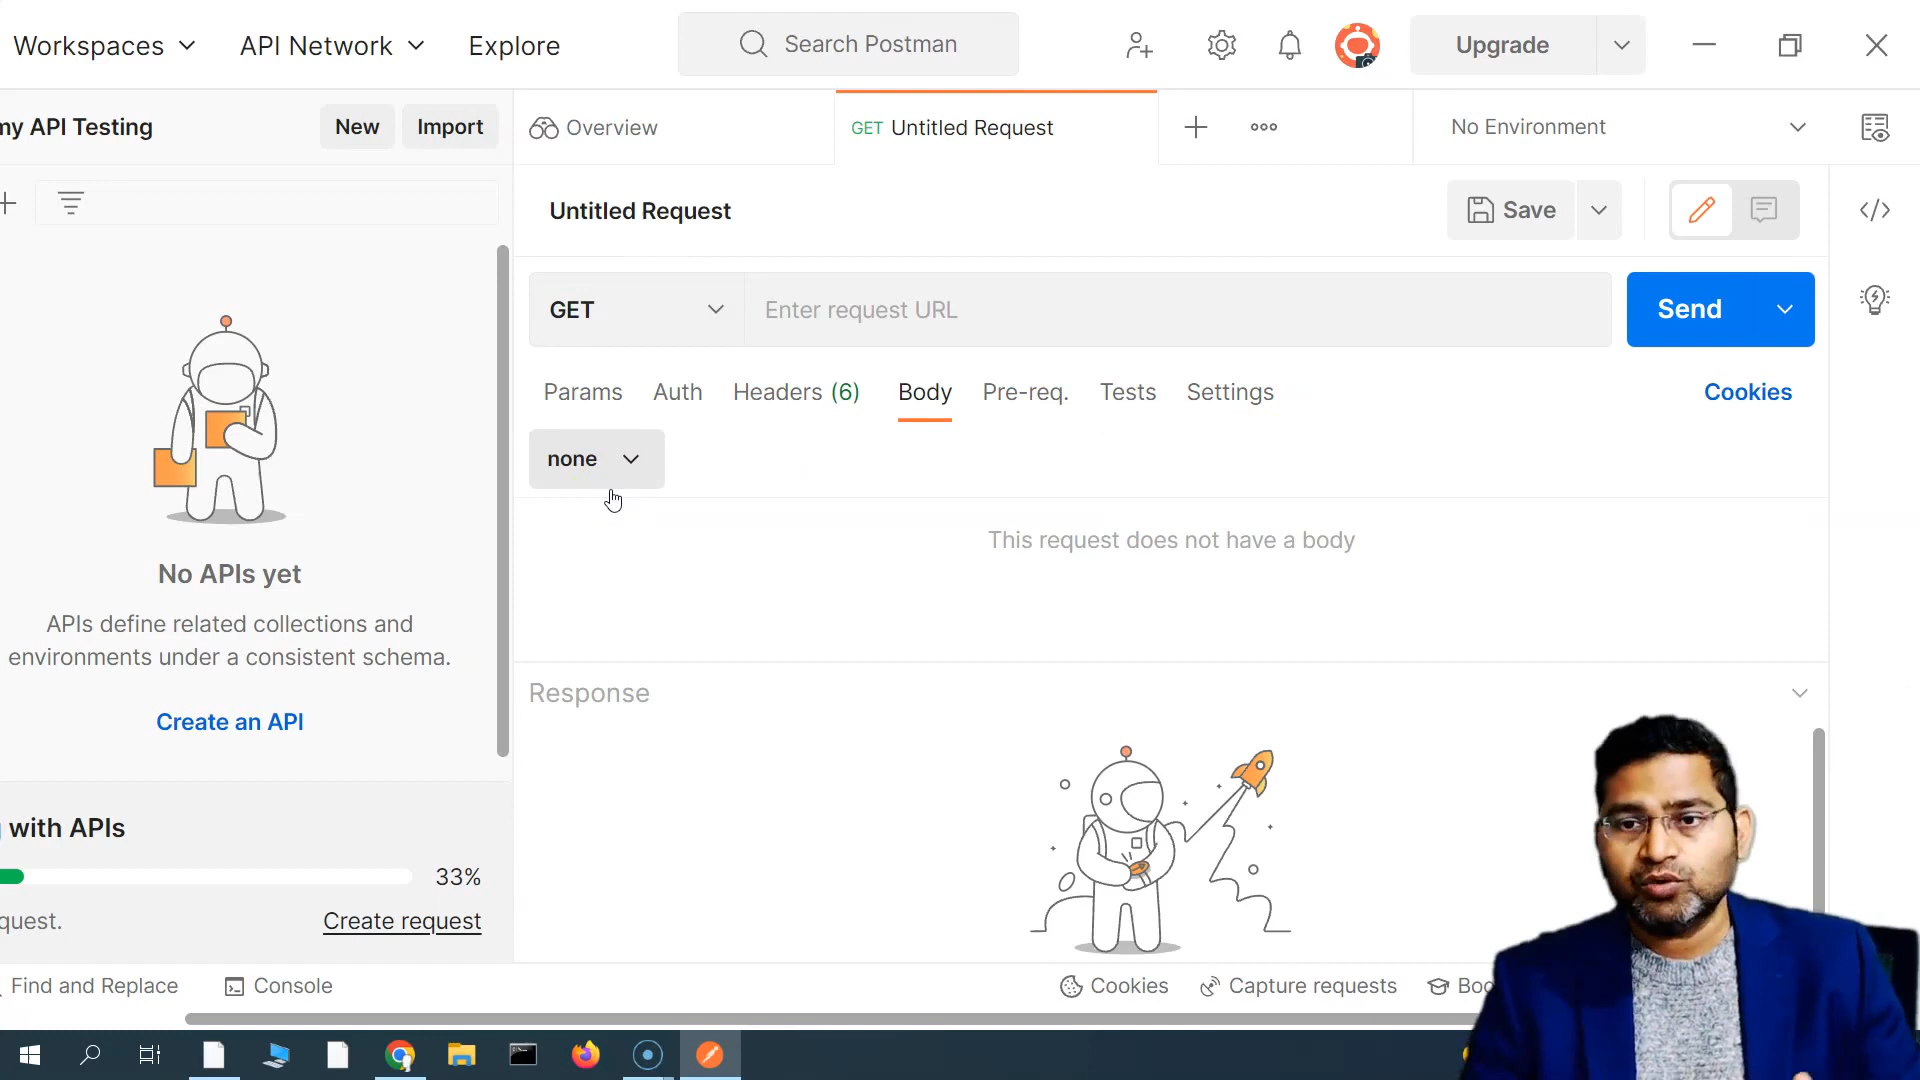 Workspaces
API Network
Explore
Search Postman
Upgrade
my API Testing
New
Import
Overview
GET Untitled Request
No Environment
Untitled Request
Save
GET
Enter request URL
Send
Params
Auth
Headers (6)
Body
Pre-req.
Tests
Settings
Cookies
none
This request does not have a body
No APIs yet
APIs define related collections and
environments under a consistent schema.
Create an API
Response
with APIs
33%
quest.
Create request
Find and Replace
Console
Cookies
Capture requests